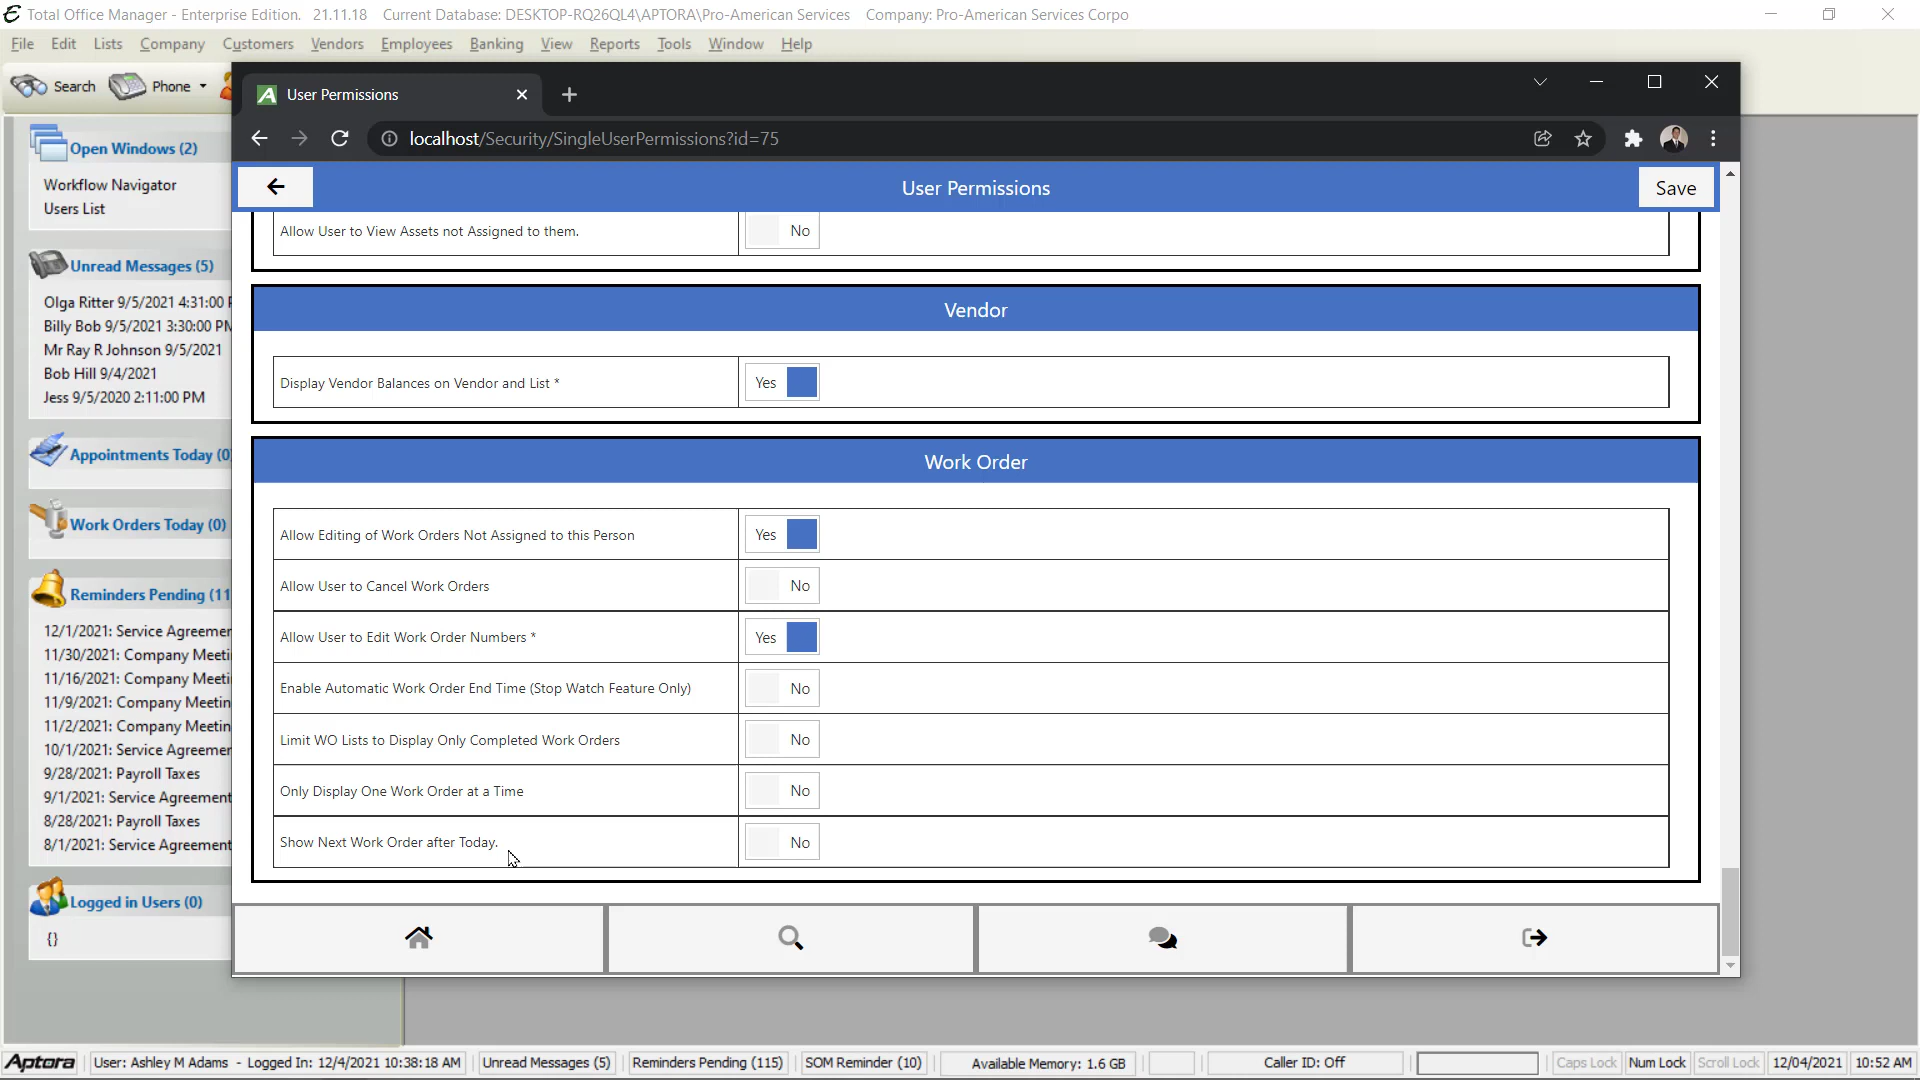 Total Office Manager - Enterprise Edition. 21.11.18 Current Database: DESKTOP-RQ26QL4\APTORA\Pro-American Services Company: Pro-American Services Corpo
File Edit Lists Company Customers Vendors Employees Banking View Reports Tools Window Help
Search Phone
User Permissions
localhost/Security/SingleUserPermissions?id=75
User Permissions
Save
Open Windows (2)
Workflow Navigator
Users List
Unread Messages (5)
Olga Ritter 9/5/2021 4:31:00
Billy Bob 9/5/2021 3:30:00 PM
Mr Ray R Johnson 9/5/2021
Bob Hill 9/4/2021
Jess 9/5/2020 2:11:00 PM
Appointments Today (0
Work Orders Today (0)
Reminders Pending (11
12/1/2021: Service Agreemer
11/30/2021: Company Meeti
11/16/2021: Company Meeti
11/9/2021: Company Meetin
11/2/2021: Company Meetin
10/1/2021: Service Agreemer
9/28/2021: Payroll Taxes
9/1/2021: Service Agreement
8/28/2021: Payroll Taxes
8/1/2021: Service Agreement
Logged in Users (0)
{}
Allow User to View Assets not Assigned to them. No
Vendor
Display Vendor Balances on Vendor and List * Yes
Work Order
Allow Editing of Work Orders Not Assigned to this Person Yes
Allow User to Cancel Work Orders No
Allow User to Edit Work Order Numbers * Yes
Enable Automatic Work Order End Time (Stop Watch Feature Only) No
Limit WO Lists to Display Only Completed Work Orders No
Only Display One Work Order at a Time No
Show Next Work Order after Today. No
Aptora User: Ashley M Adams - Logged In: 12/4/2021 10:38:18 AM Unread Messages (5) Reminders Pending (115) SOM Reminder (10) Available Memory: 1.6 GB Caller ID: Off Caps Lock Num Lock Scroll Lock 12/04/2021 10:52 AM